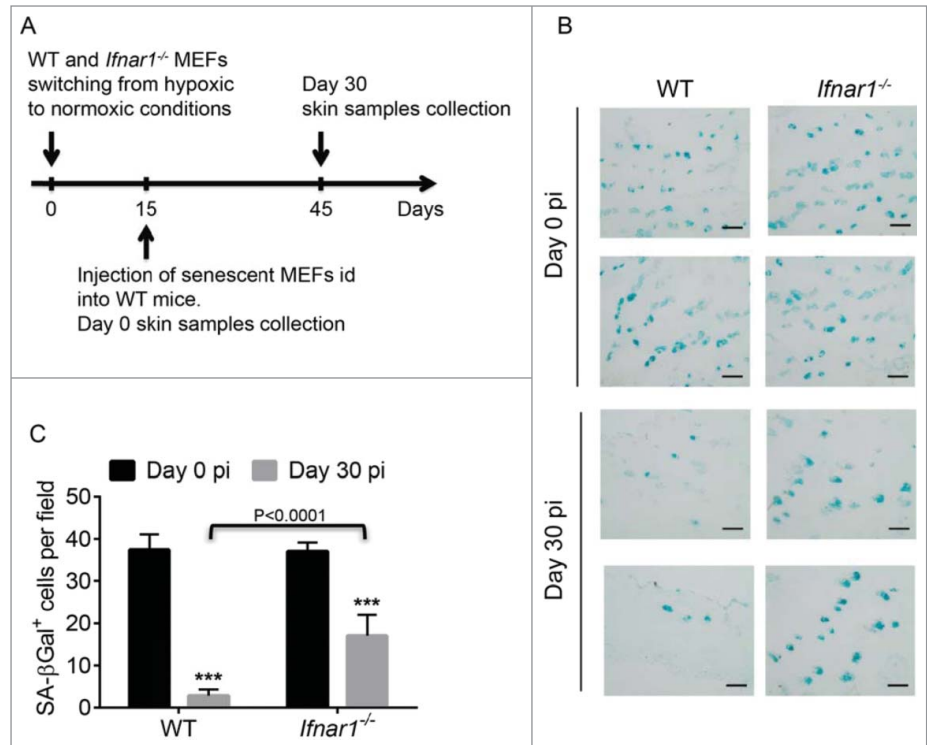 A
WT and Ifnar1-/- MEFs
switching from hypoxic
to normoxic conditions
Day 30
skin samples collection
0
15
45
Days
Injection of senescent MEFs id
into WT mice.
Day 0 skin samples collection
B
WT
Ifnar1-/-
Day 0 pi
Day 30 pi
C
Day 0 pi
Day 30 pi
SA-βGal+ cells per field
50
40
30
20
10
0
P<0.0001
***
***
WT
Ifnar1-/-